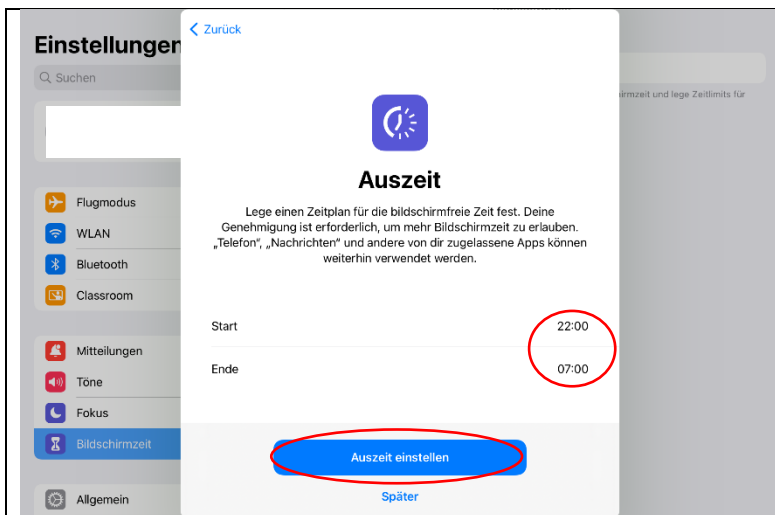 Einstellungen
Suchen
Flugmodus
WLAN
Bluetooth
Classroom
Mitteilungen
Töne
Fokus
Bildschirmzeit
Allgemein
Zurück
Auszeit
Lege einen Zeitplan für die bildschirmfreie Zeit fest. Deine
Genehmigung ist erforderlich, um mehr Bildschirmzeit zu erlauben.
„Telefon“, „Nachrichten“ und andere von dir zugelassene Apps können
weiterhin verwendet werden.
Start 22:00
Ende 07:00
Auszeit einstellen
Später
und lege Zeitlimits für